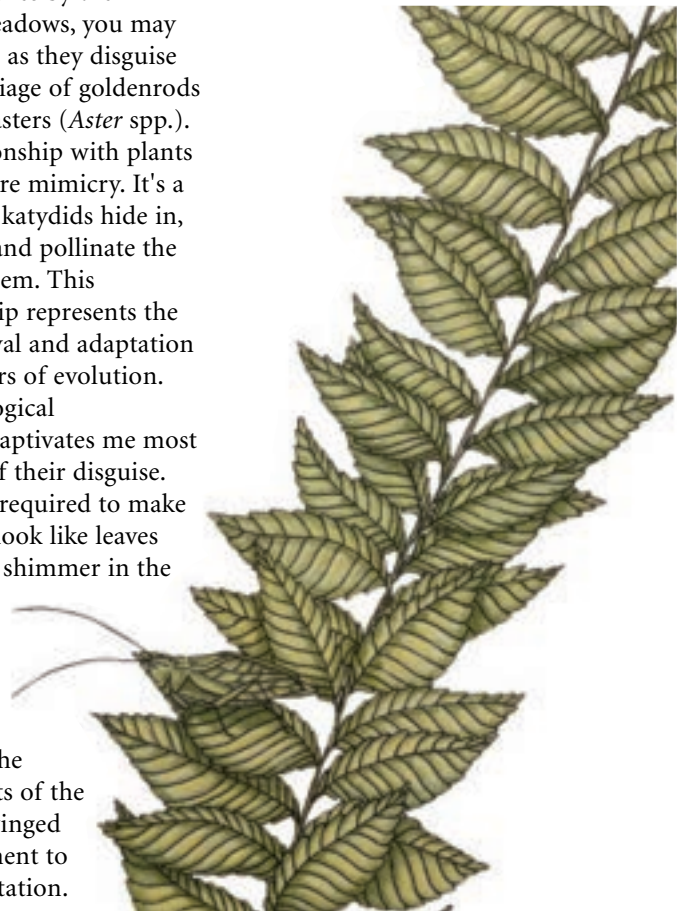 eadows, you may
as they disguise
iage of goldenrods
sters (Aster spp.).
onship with plants
re mimicry. It's a
katydids hide in,
and pollinate the
em. This
ip represents the
val and adaptation
rs of evolution.
ogical
aptivates me most
f their disguise.
required to make
ook like leaves
shimmer in the
he
ts of the
inged
ent to
tation.